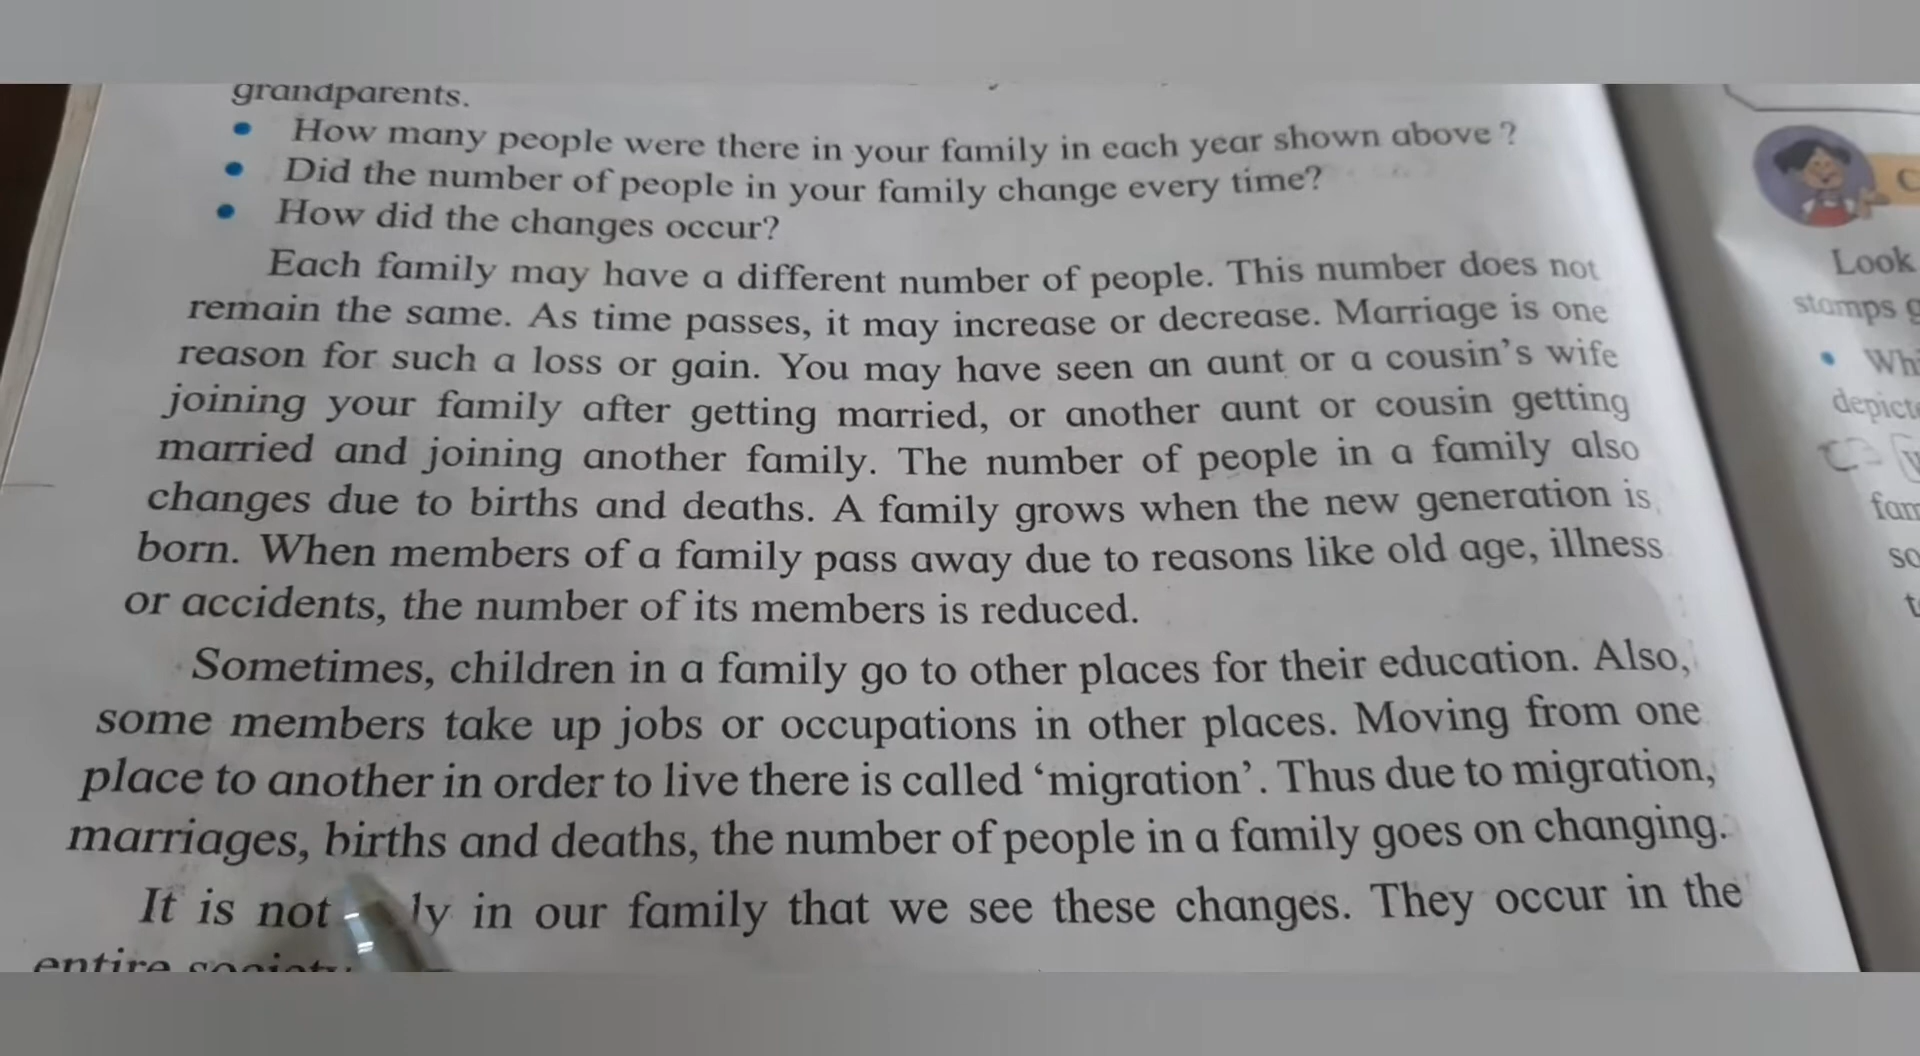 grandparents.
• How many people were there in your family in each year shown above ?
• Did the number of people in your family change every time?
• How did the changes occur?
Each family may have a different number of people. This number does not
remain the same. As time passes, it may increase or decrease. Marriage is one
reason for such a loss or gain. You may have seen an aunt or a cousin's wife
joining your family after getting married, or another aunt or cousin getting
married and joining another family. The number of people in a family also
changes due to births and deaths. A family grows when the new generation is
born. When members of a family pass away due to reasons like old age, illness
or accidents, the number of its members is reduced.
Sometimes, children in a family go to other places for their education. Also,
some members take up jobs or occupations in other places. Moving from one
place to another in order to live there is called ‘migration’. Thus due to migration,
marriages, births and deaths, the number of people in a family goes on changing.
It is not ly in our family that we see these changes. They occur in the
entire society
Look
stamps
•